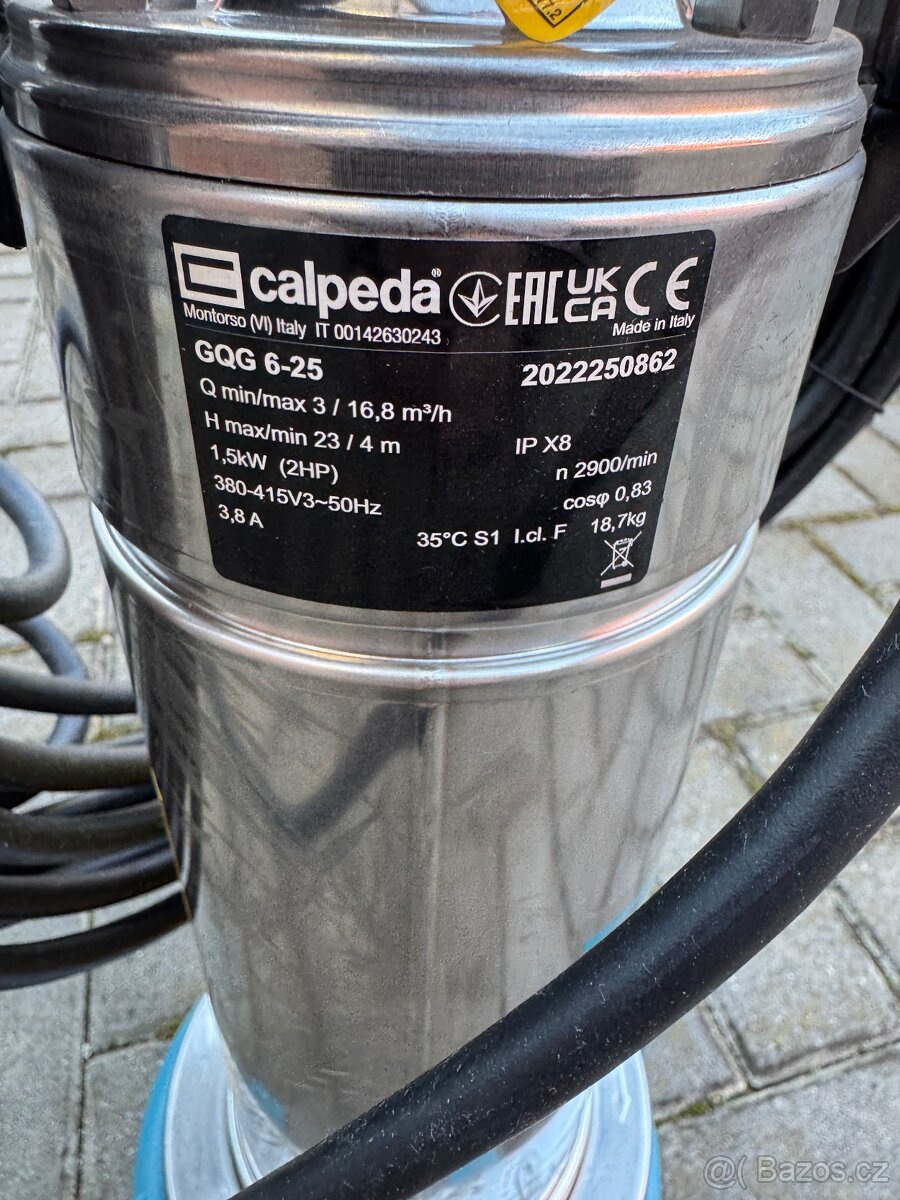 7.2
calpeda® EAC UK CA CE
Montorso (VI) Italy IT 00142630243
Made in Italy
GQG 6-25 2022250862
Q min/max 3 / 16,8 m³/h
H max/min 23 / 4 m IP X8
1,5kW (2HP) n 2900/min
380-415V3~50Hz cosφ 0,83
3,8 A 35°C S1 I.cl. F 18,7kg
@ Bazos.cz